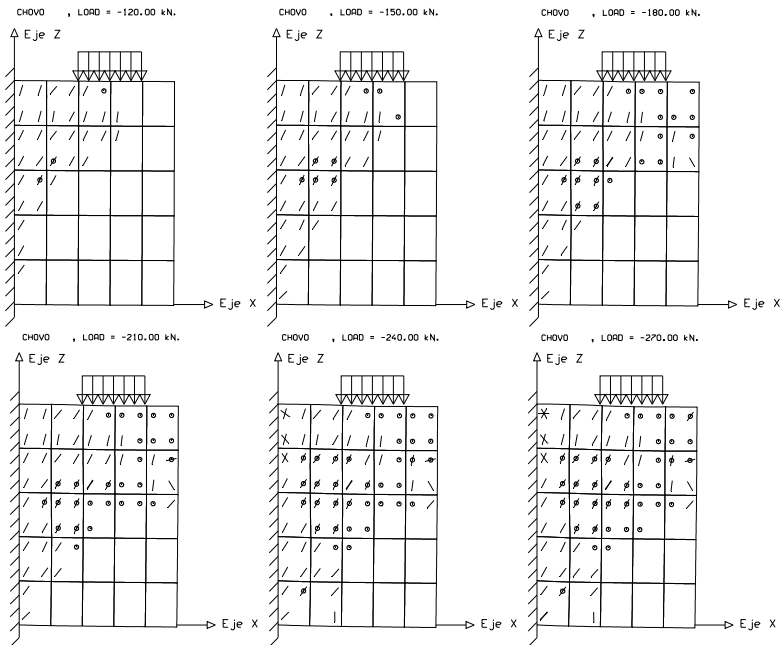 CHOVO , LOAD = -120.00 kN.
Eje Z
Eje X
CHOVO , LOAD = -150.00 kN.
Eje Z
Eje X
CHOVO , LOAD = -180.00 kN.
Eje Z
Eje X
CHOVO , LOAD = -210.00 kN.
Eje Z
Eje X
CHOVO , LOAD = -240.00 kN.
Eje Z
Eje X
CHOVO , LOAD = -270.00 kN.
Eje Z
Eje X